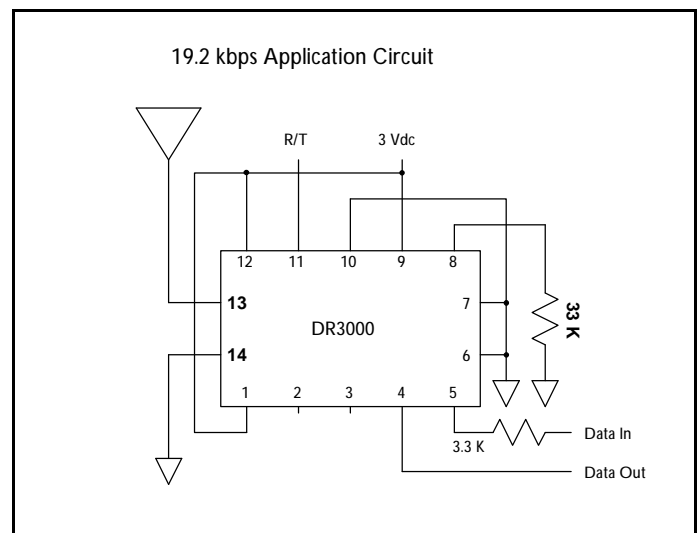 19.2 kbps Application Circuit
R/T
3 Vdc
12 11 10 9 8
13
7
33 K
DR3000
14
6
1 2 3 4 5
3.3 K
Data In
Data Out